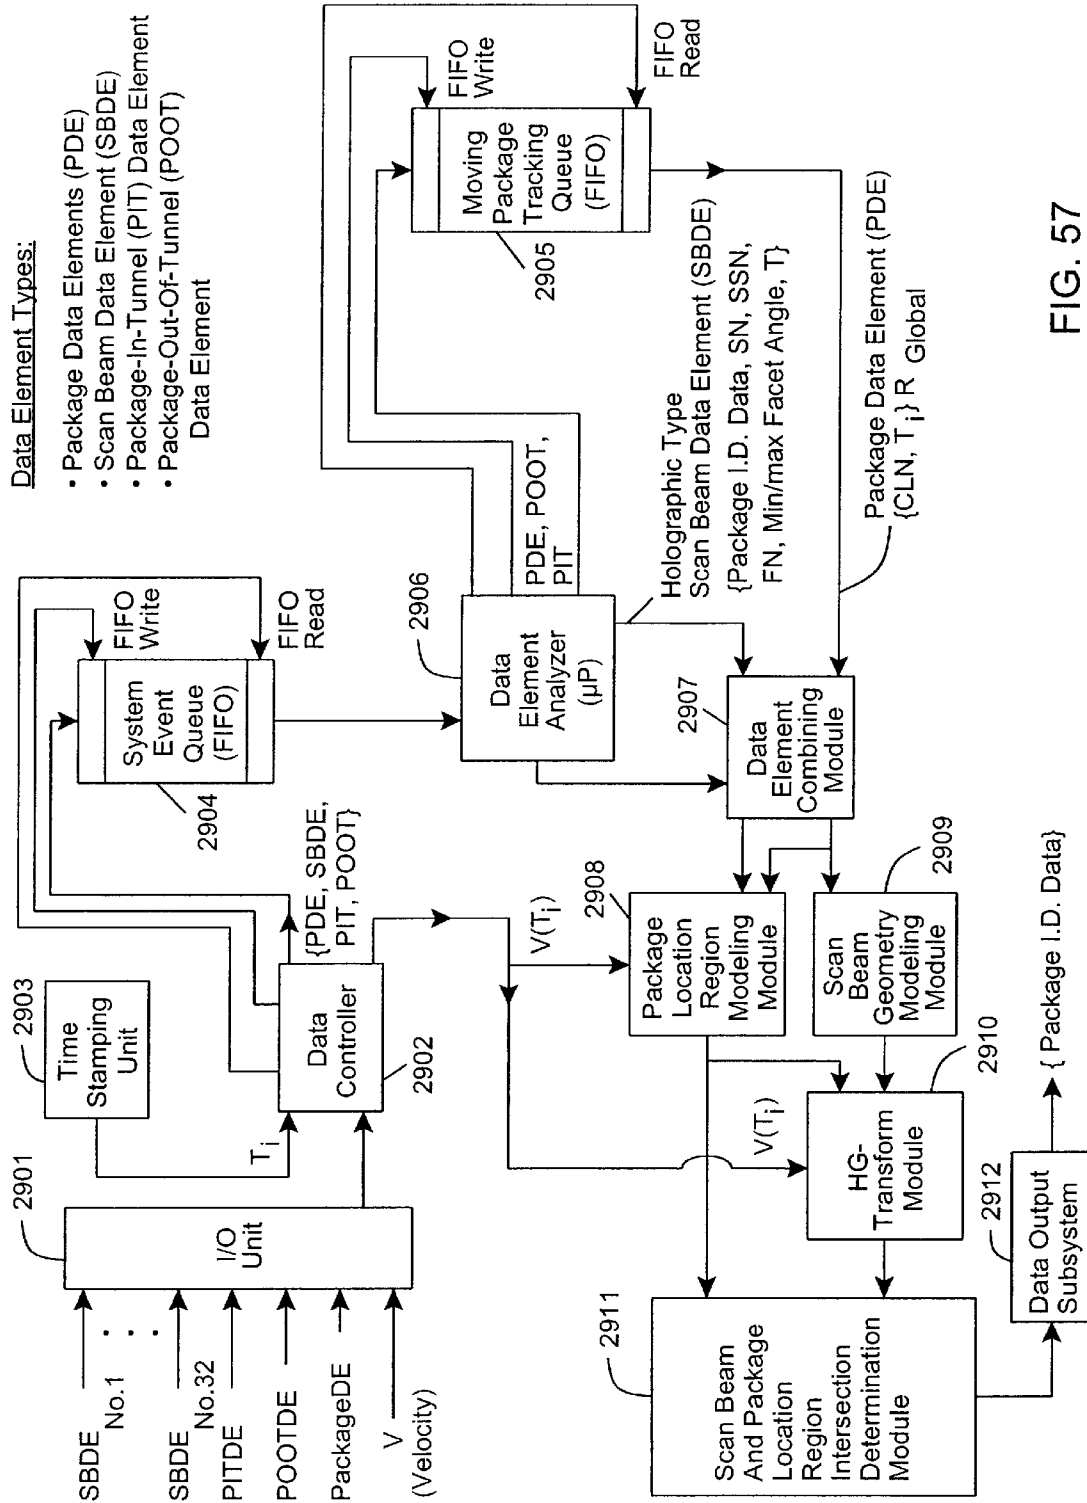 Data Element Types:
• Package Data Elements (PDE)
• Scan Beam Data Element (SBDE)
• Package-In-Tunnel (PIT) Data Element
• Package-Out-Of-Tunnel (POOT)
Data Element
SBDE
No.1
SBDE
No.32
PITDE
POOTDE
PackageDE
V
(Velocity)
2901
I/O
Unit
2903
Time
Stamping
Unit
Ti
Data
Controller
2902
{PDE, SBDE,
PIT, POOT}
System
Event
Queue
(FIFO)
2904
FIFO
Write
FIFO
Read
2906
Data
Element
Analyzer
(µP)
PDE, POOT,
PIT
Moving
Package
Tracking
Queue
(FIFO)
2905
FIFO
Write
FIFO
Read
Holographic Type
Scan Beam Data Element (SBDE)
{Package I.D. Data, SN, SSN,
FN, Min/max Facet Angle, T}
Package Data Element (PDE)
{CLN, Ti} R Global
2907
Data
Element
Combining
Module
V(Ti)
2908
Package
Location
Region
Modeling
Module
2909
Scan
Beam
Geometry
Modeling
Module
V(Ti)
2910
HG-
Transform
Module
2911
Scan Beam
And Package
Location
Region
Intersection
Determination
Module
2912
Data Output
Subsystem
{ Package I.D. Data}
FIG. 57